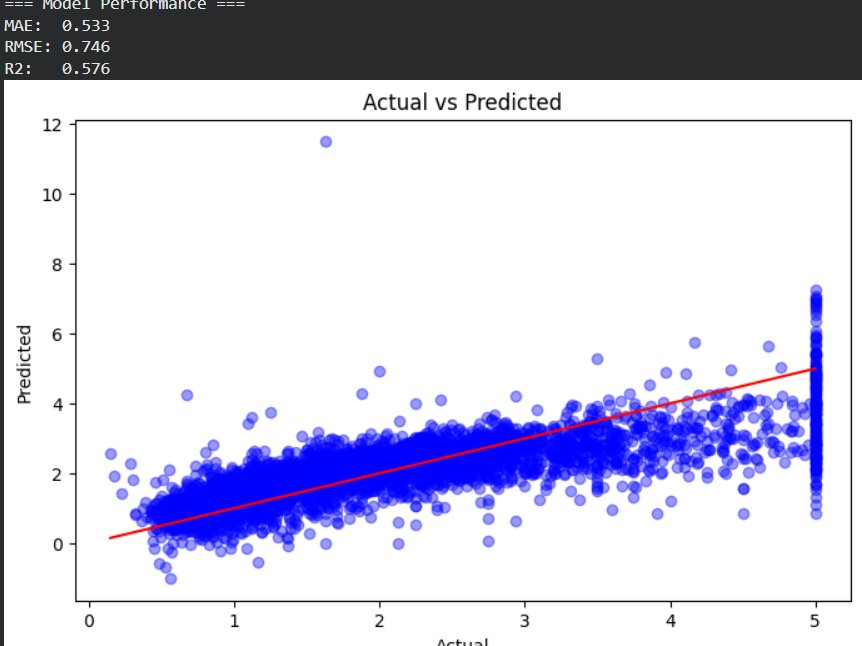 === Model Performance ===
MAE:  0.533
RMSE: 0.746
R2:   0.576
Actual vs Predicted
12
10
8
6
4
2
0
Predicted
0 1 2 3 4 5
Actual